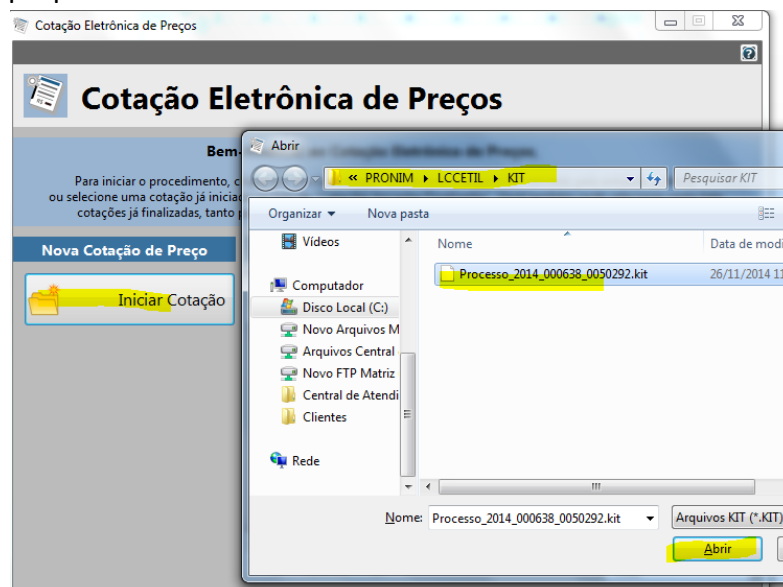 Cotação Eletrônica de Preços
Cotação Eletrônica de Preços
Bem-
Para iniciar o procedimento, c
ou selecione uma cotação já inicia
cotações já finalizadas, tanto
Nova Cotação de Preço
Iniciar Cotação
Abrir
« PRONIM ▸ LCCETIL ▸ KIT
Pesquisar KIT
Organizar
Nova pasta
Vídeos
Computador
Disco Local (C:)
Novo Arquivos M
Arquivos Central
Novo FTP Matriz
Central de Atendi
Clientes
Rede
Nome
Data de modi
Processo_2014_000638_0050292.kit
26/11/2014 11
Nome:
Processo_2014_000638_0050292.kit
Arquivos KIT (*.KIT)
Abrir